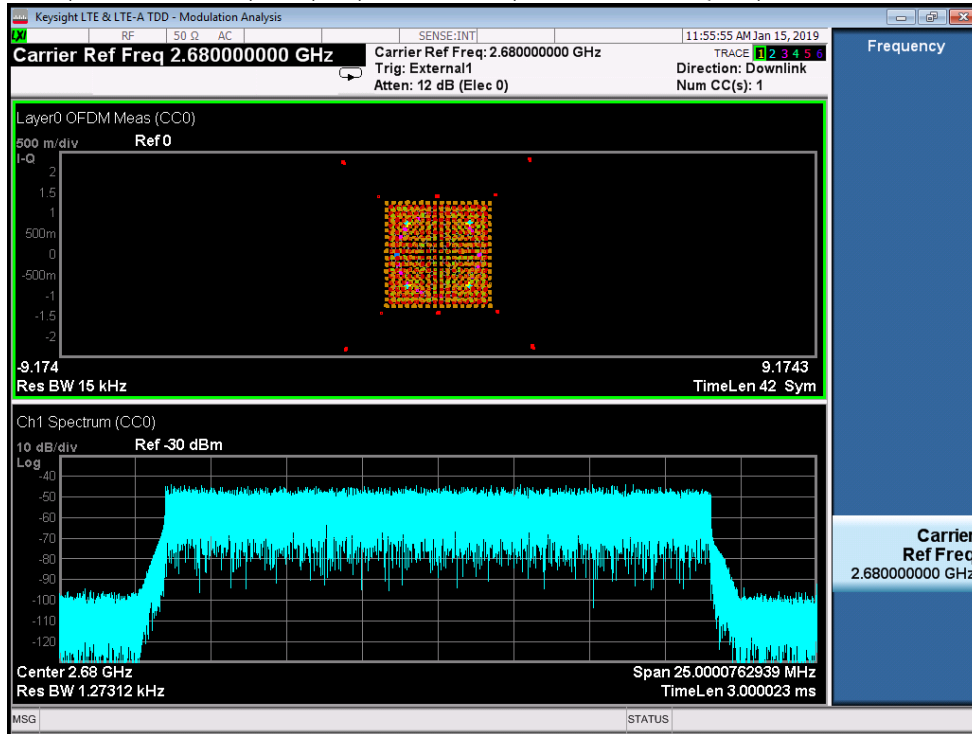 Keysight LTE & LTE-A TDD - Modulation Analysis
LXI RF 50 Ω AC SENSE:INT 11:55:55 AM Jan 15, 2019
Carrier Ref Freq 2.680000000 GHz
Carrier Ref Freq: 2.680000000 GHz
Trig: External1
Atten: 12 dB (Elec 0)
TRACE 1 2 3 4 5 6
Direction: Downlink
Num CC(s): 1
Frequency
Layer0 OFDM Meas (CC0)
500 m/div Ref 0
I-Q
2
1.5
1
500m
0
-500m
-1
-1.5
-2
-9.174 9.1743
Res BW 15 kHz TimeLen 42 Sym
Ch1 Spectrum (CC0)
10 dB/div Ref -30 dBm
Log
-40
-50
-60
-70
-80
-90
-100
-110
-120
Center 2.68 GHz Span 25.0000762939 MHz
Res BW 1.27312 kHz TimeLen 3.000023 ms
Carrier
Ref Freq
2.680000000 GHz
MSG STATUS